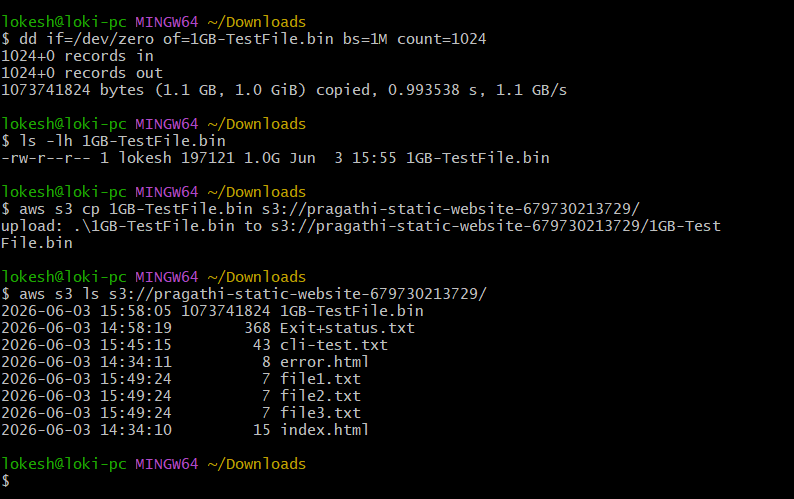 lokesh@loki-pc MINGW64 ~/Downloads
$ dd if=/dev/zero of=1GB-TestFile.bin bs=1M count=1024
1024+0 records in
1024+0 records out
1073741824 bytes (1.1 GB, 1.0 GiB) copied, 0.993538 s, 1.1 GB/s

lokesh@loki-pc MINGW64 ~/Downloads
$ ls -lh 1GB-TestFile.bin
-rw-r--r-- 1 lokesh 197121 1.0G Jun  3 15:55 1GB-TestFile.bin

lokesh@loki-pc MINGW64 ~/Downloads
$ aws s3 cp 1GB-TestFile.bin s3://pragathi-static-website-679730213729/
upload: .\1GB-TestFile.bin to s3://pragathi-static-website-679730213729/1GB-Test
File.bin

lokesh@loki-pc MINGW64 ~/Downloads
$ aws s3 ls s3://pragathi-static-website-679730213729/
2026-06-03 15:58:05 1073741824 1GB-TestFile.bin
2026-06-03 14:58:19        368 Exit+status.txt
2026-06-03 15:45:15         43 cli-test.txt
2026-06-03 14:34:11          8 error.html
2026-06-03 15:49:24          7 file1.txt
2026-06-03 15:49:24          7 file2.txt
2026-06-03 15:49:24          7 file3.txt
2026-06-03 14:34:10         15 index.html

lokesh@loki-pc MINGW64 ~/Downloads
$